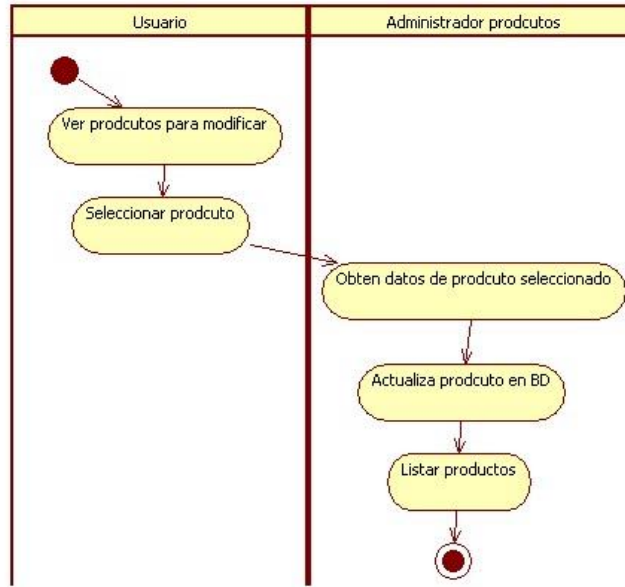 Usuario
Administrador prodcutos
Ver prodcutos para modificar
Seleccionar prodcuto
Obten datos de prodcuto seleccionado
Actualiza prodcuto en BD
Listar productos